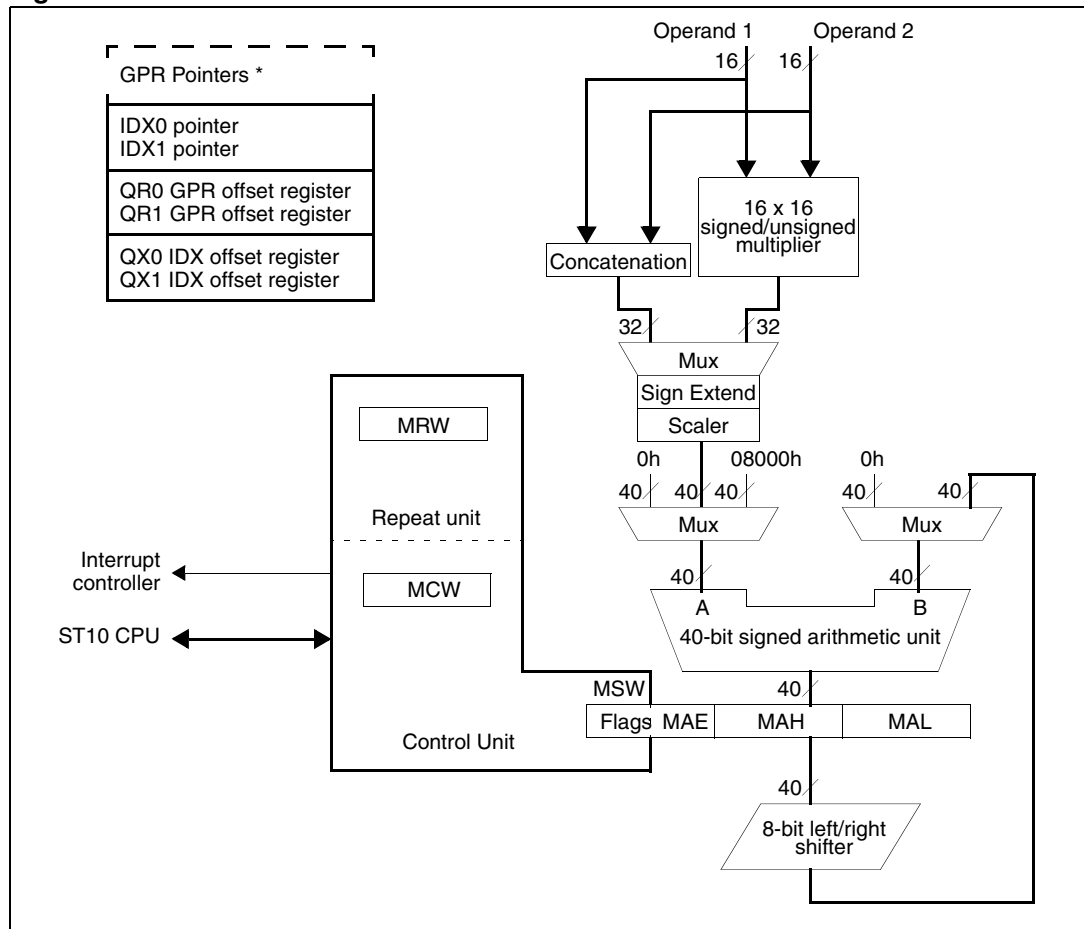 Operand 1 Operand 2
16 16
GPR Pointers *
IDX0 pointer
IDX1 pointer
QR0 GPR offset register
QR1 GPR offset register
QX0 IDX offset register
QX1 IDX offset register
16 x 16
signed/unsigned
multiplier
Concatenation
32 32
Mux
Sign Extend
Scaler
MRW
0h 08000h 0h
40 40 40 40 40
Mux Mux
Repeat unit
Interrupt
controller
MCW
40 40
A B
40-bit signed arithmetic unit
ST10 CPU
MSW 40
Flags MAE MAH MAL
Control Unit
40
8-bit left/right
shifter